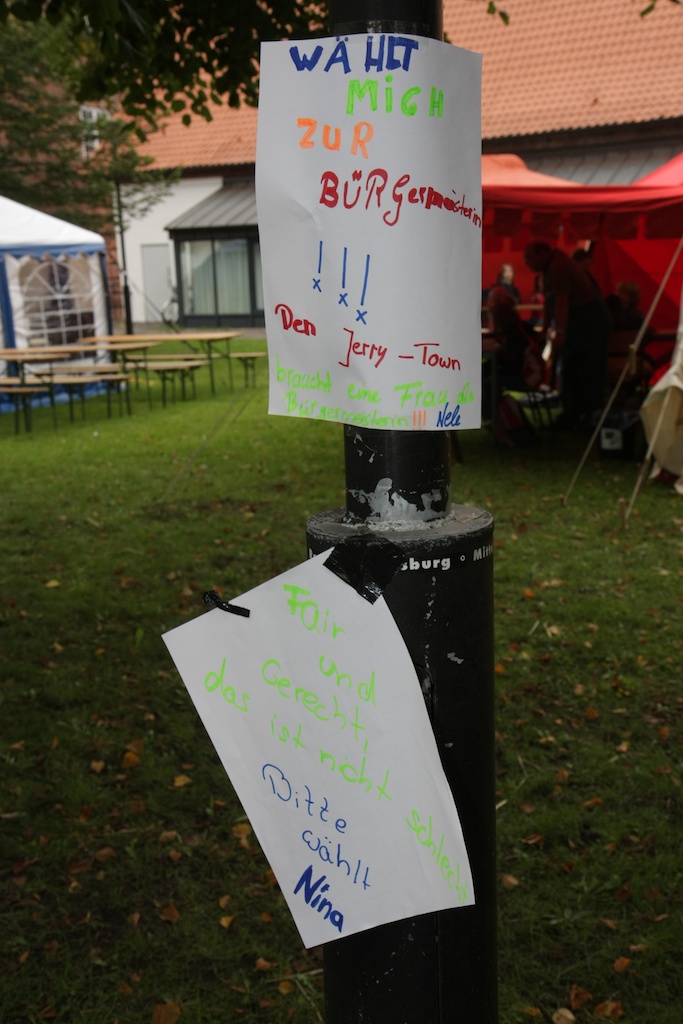 WÄHLT
MICH
ZUR
BÜRGermeisterin
!!!
Den Jerry-Town
braucht eine Frau als
Bürgermeisterin!!! Nele
sburg ° Mitt
Fair
und
Gerecht,
das ist nicht schlecht
Bitte
wählt
Nina